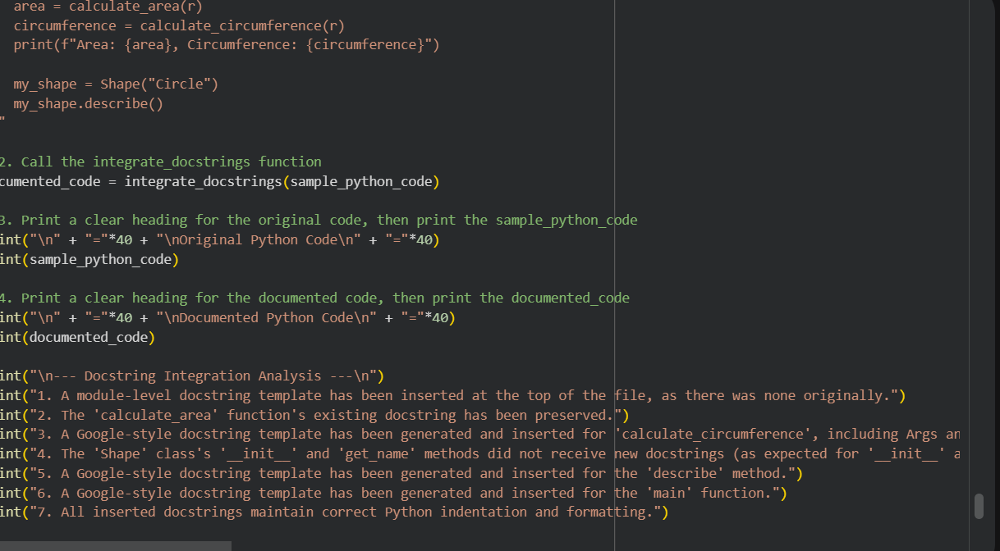 area = calculate_area(r)
circumference = calculate_circumference(r)
print(f"Area: {area}, Circumference: {circumference}")
my_shape = Shape("Circle")
my_shape.describe()
"
2. Call the integrate_docstrings function
cumented_code = integrate_docstrings(sample_python_code)
3. Print a clear heading for the original code, then print the sample_python_code
int("\n" + "="*40 + "\nOriginal Python Code\n" + "="*40)
int(sample_python_code)
4. Print a clear heading for the documented code, then print the documented_code
int("\n" + "="*40 + "\nDocumented Python Code\n" + "="*40)
int(documented_code)
int("\n--- Docstring Integration Analysis ---\n")
int("1. A module-level docstring template has been inserted at the top of the file, as there was none originally.")
int("2. The 'calculate_area' function's existing docstring has been preserved.")
int("3. A Google-style docstring template has been generated and inserted for 'calculate_circumference', including Args an
int("4. The 'Shape' class's '__init__' and 'get_name' methods did not receive new docstrings (as expected for '__init__' a
int("5. A Google-style docstring template has been generated and inserted for the 'describe' method.")
int("6. A Google-style docstring template has been generated and inserted for the 'main' function.")
int("7. All inserted docstrings maintain correct Python indentation and formatting.")